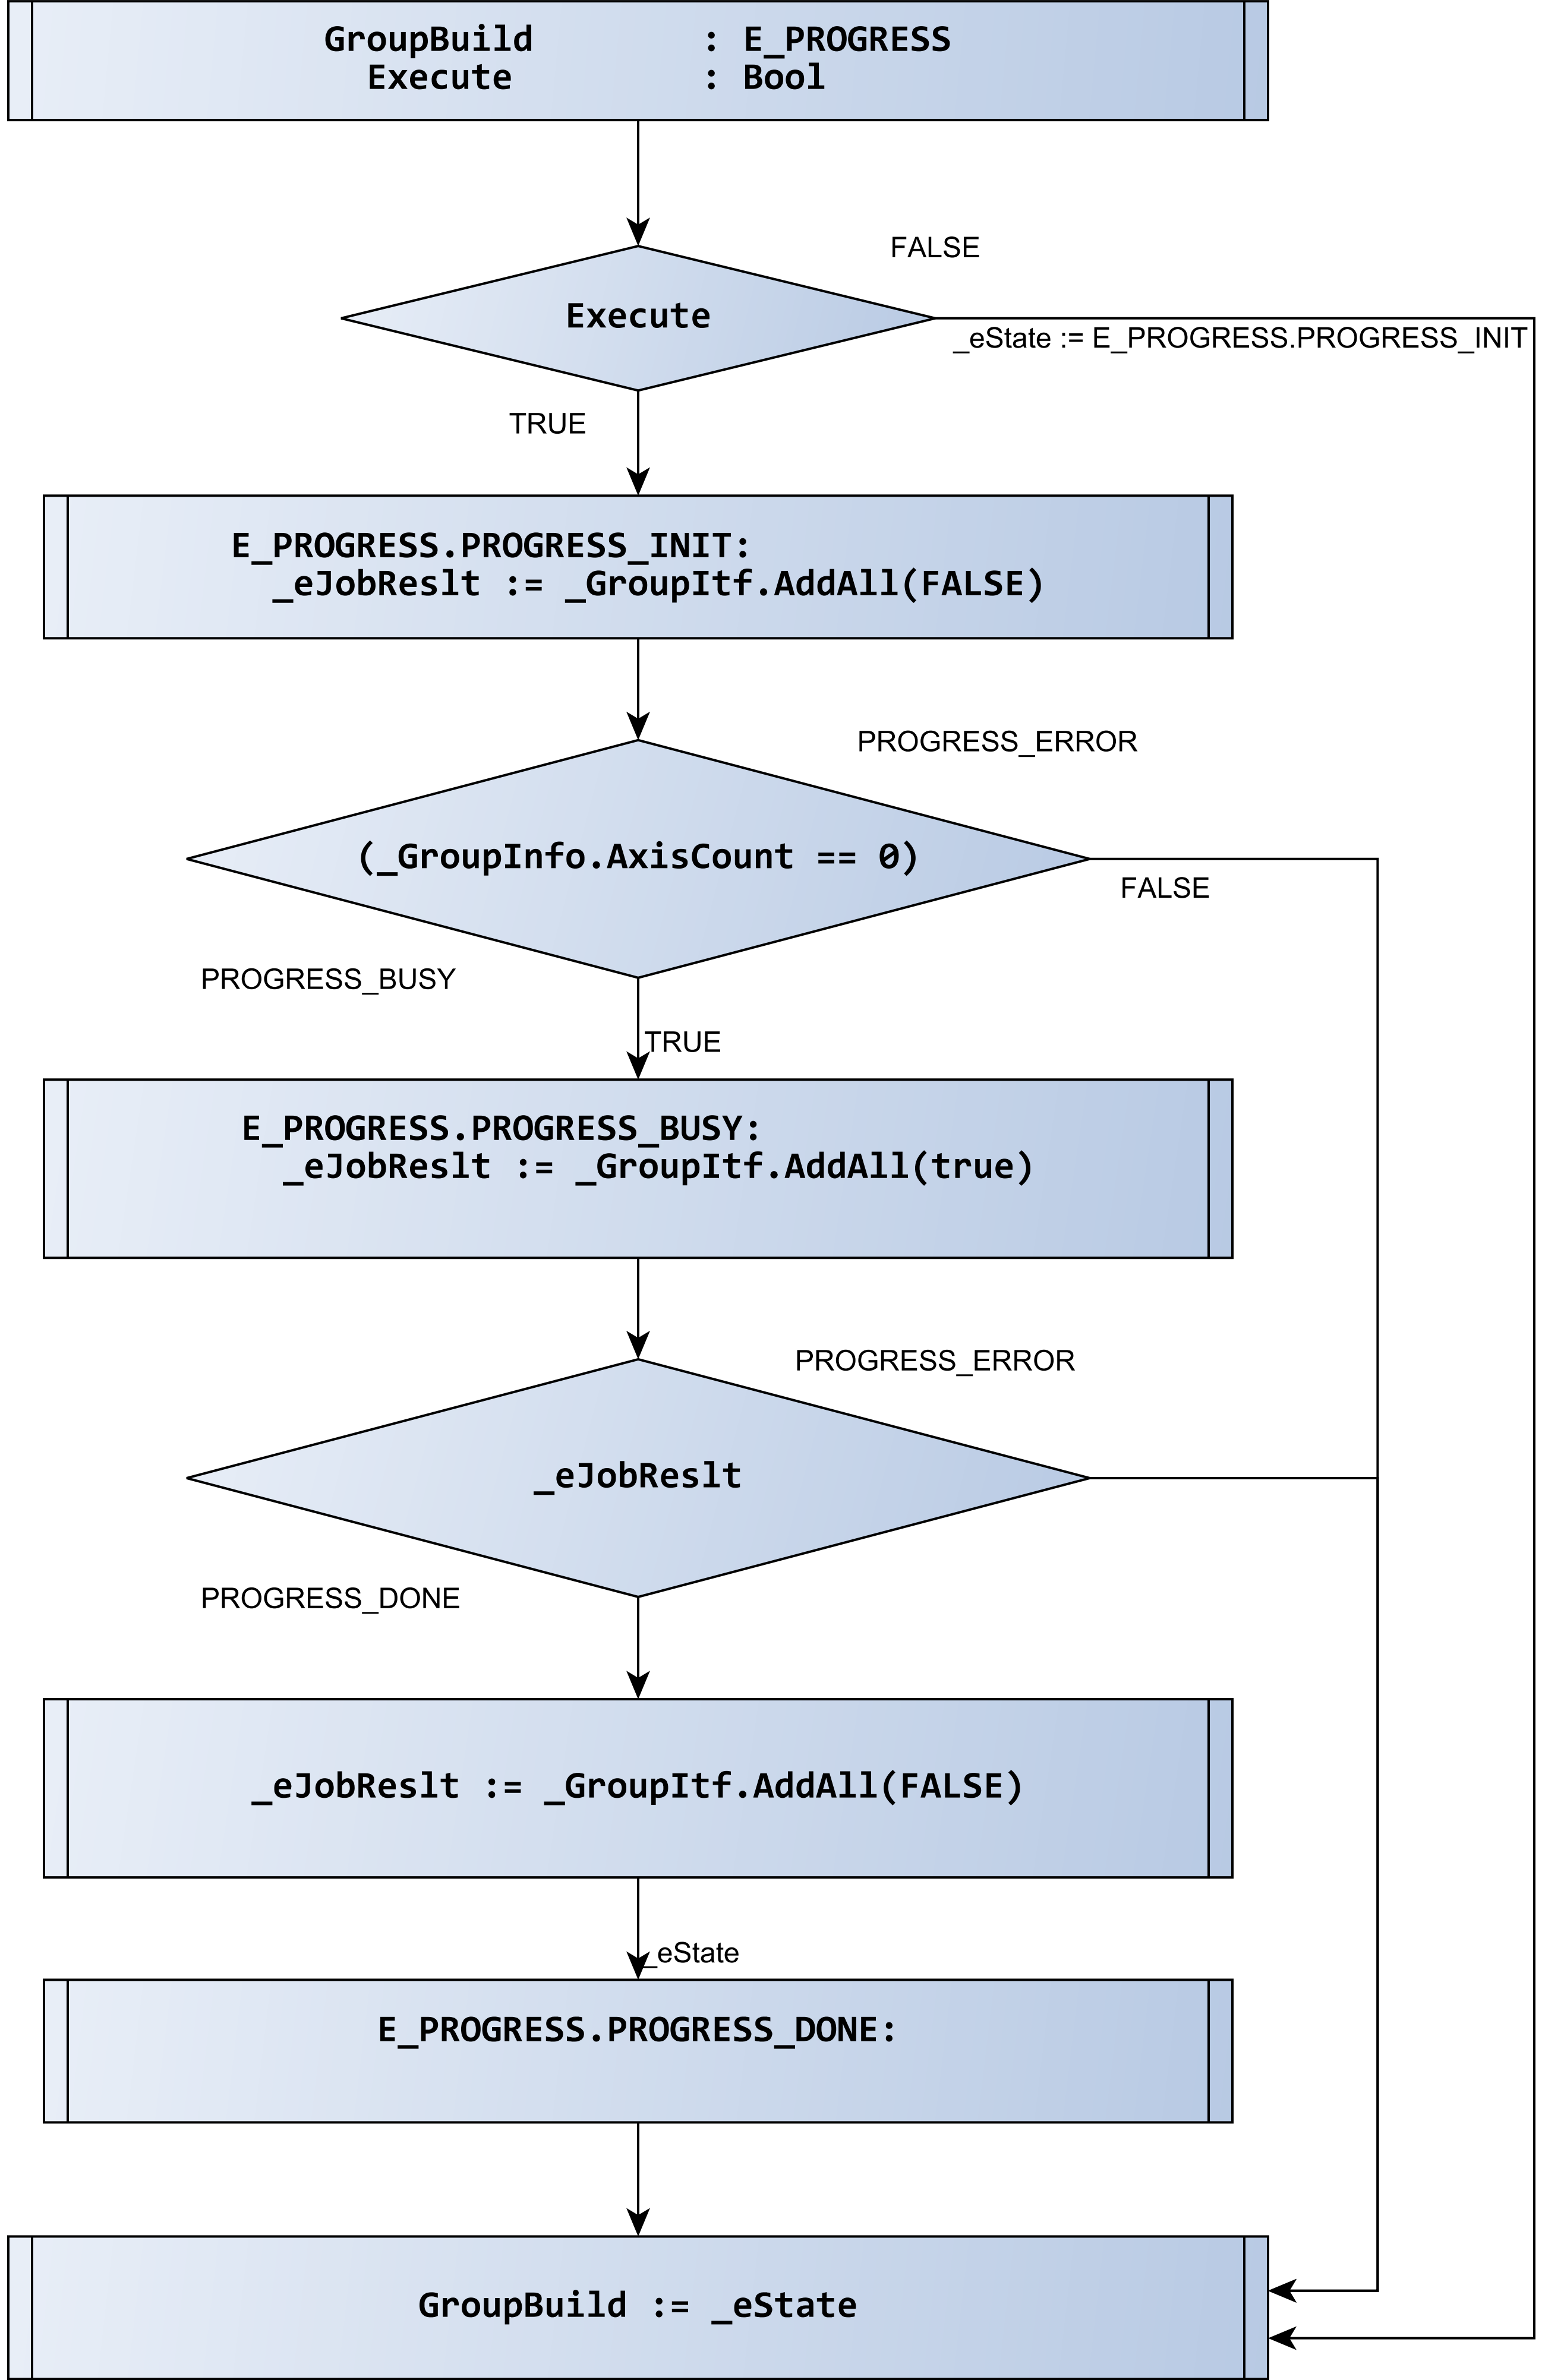 GroupBuild : E_PROGRESS
Execute : Bool
FALSE
Execute
_eState := E_PROGRESS.PROGRESS_INIT
TRUE
E_PROGRESS.PROGRESS_INIT:
_eJobReslt := _GroupItf.AddAll(FALSE)
PROGRESS_ERROR
(_GroupInfo.AxisCount == 0)
FALSE
PROGRESS_BUSY
TRUE
E_PROGRESS.PROGRESS_BUSY:
_eJobReslt := _GroupItf.AddAll(true)
PROGRESS_ERROR
_eJobReslt
PROGRESS_DONE
_eJobReslt := _GroupItf.AddAll(FALSE)
_eState
E_PROGRESS.PROGRESS_DONE:
GroupBuild := _eState